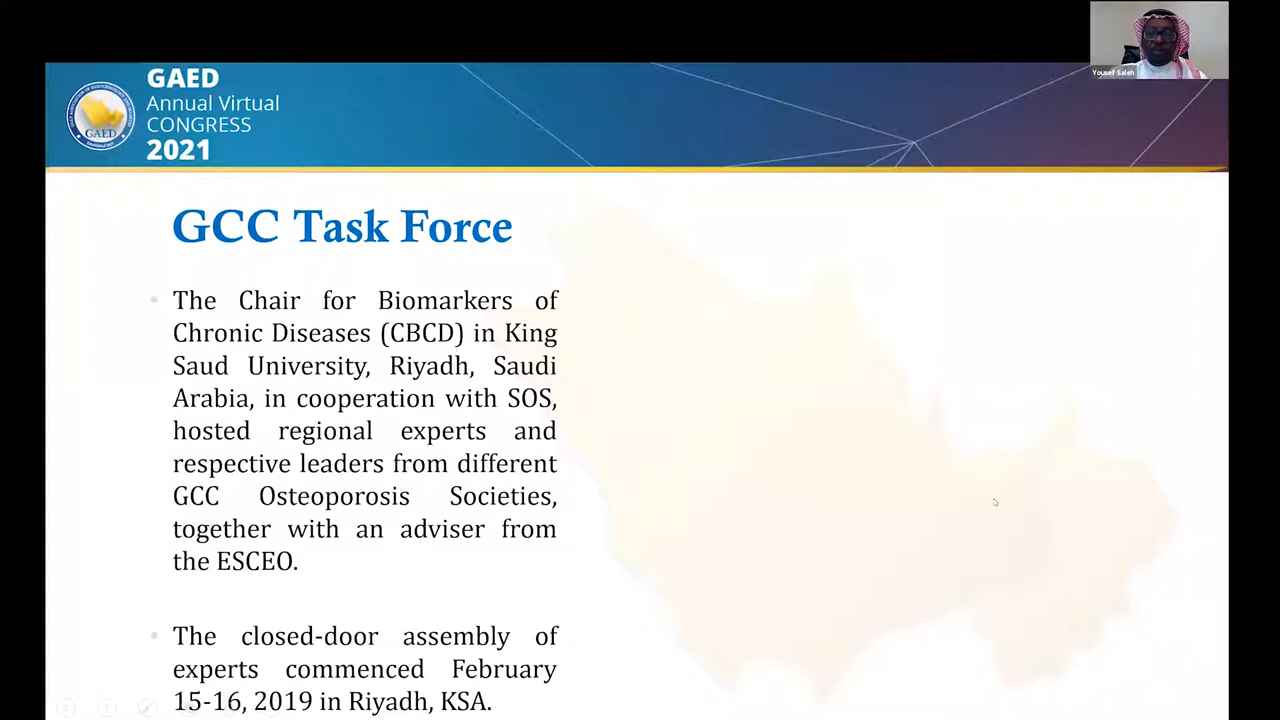 Yousef Saleh
GAED
Annual Virtual
CONGRESS
2021
GAED
GCC Task Force
The Chair for Biomarkers of
Chronic Diseases (CBCD) in King
Saud University, Riyadh, Saudi
Arabia, in cooperation with SOS,
hosted regional experts and
respective leaders from different
GCC Osteoporosis Societies,
together with an adviser from
the ESCEO.
The closed-door assembly of
experts commenced February
15-16, 2019 in Riyadh, KSA.